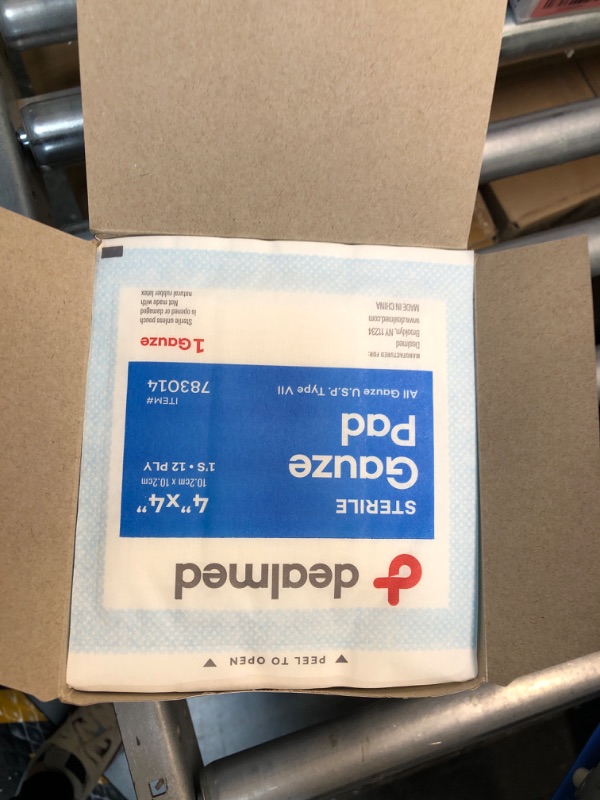 ▲ PEEL TO OPEN ▲
dealmed
STERILE
Gauze
Pad
All Gauze U.S.P. Type VII
4”x4”
10.2cm x 10.2cm
1'S • 12 PLY
ITEM#
783014
MANUFACTURED FOR:
Dealmed
Brooklyn, NY 11234
www.dealmed.com
MADE IN CHINA
1 Gauze
Sterile unless pouch
is opened or damaged
Not made with
natural rubber latex